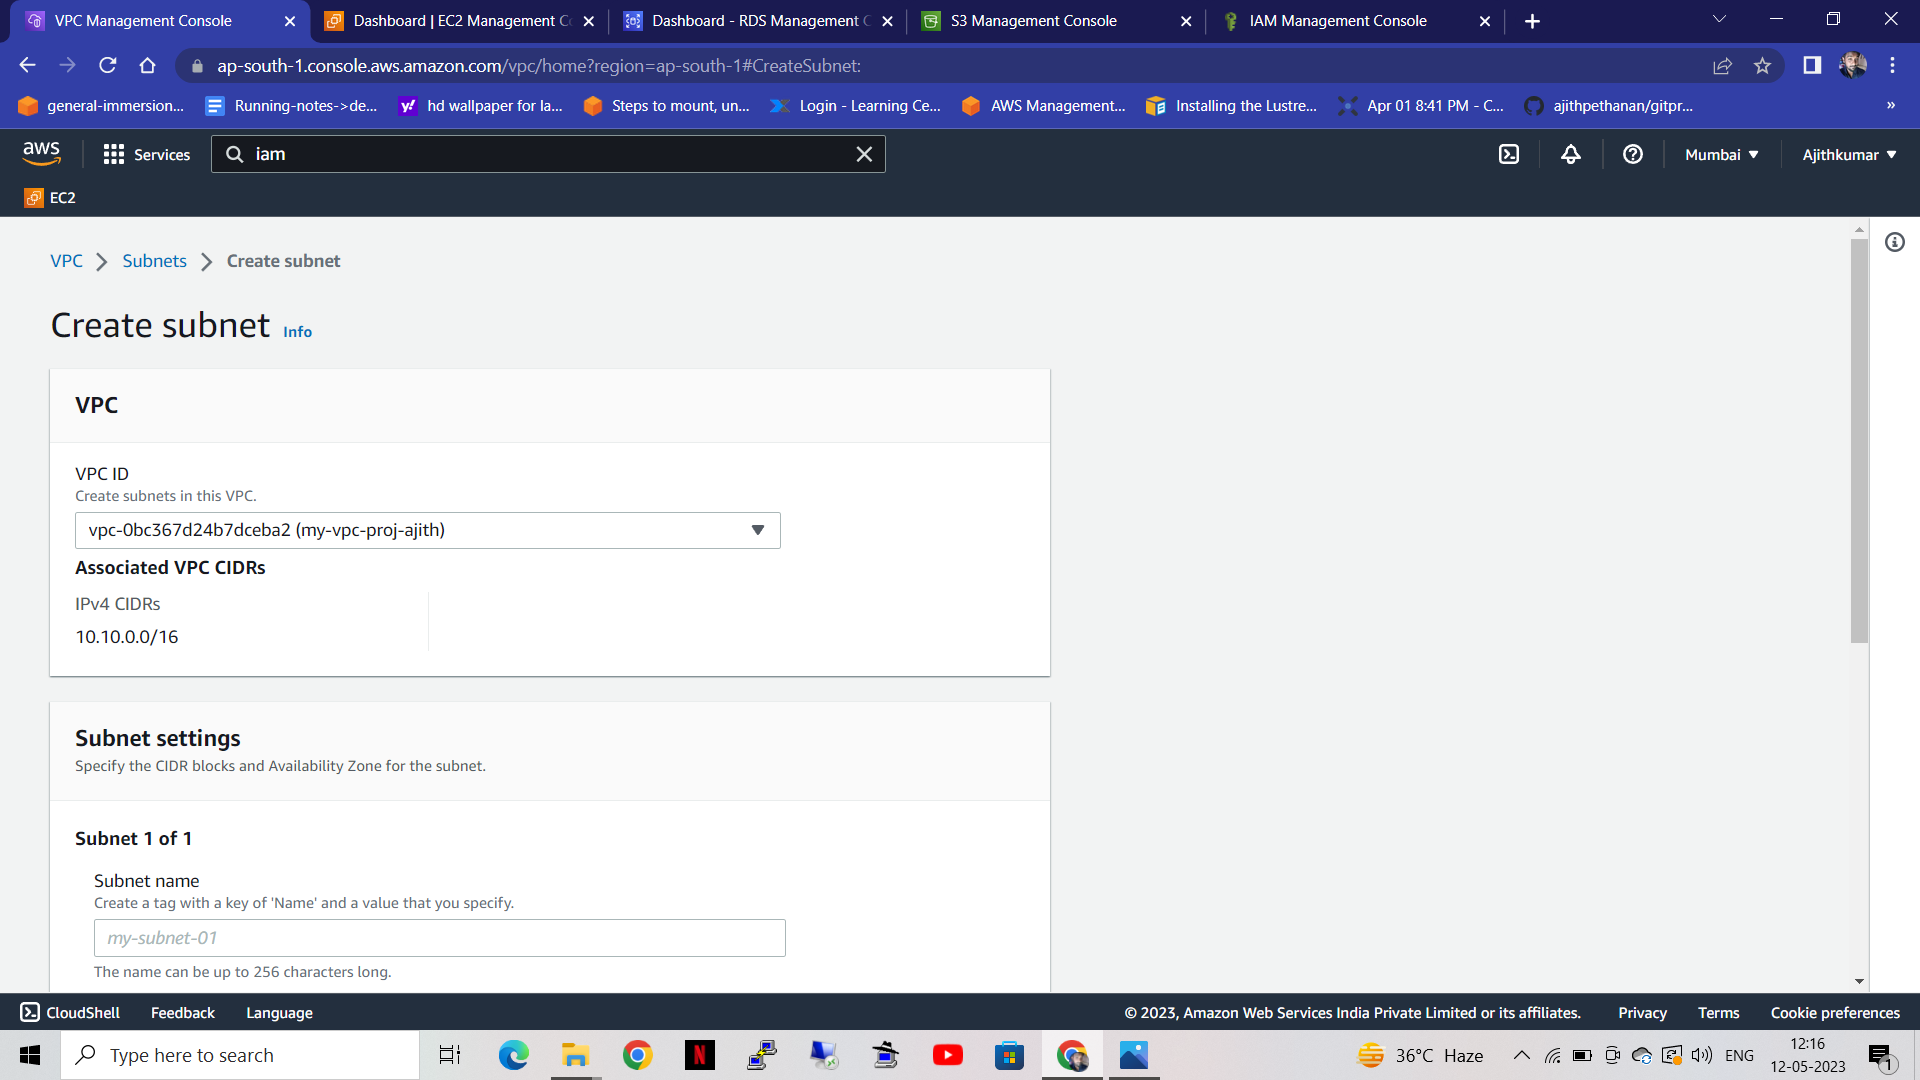 VPC Management Console
Dashboard | EC2 Management Co
Dashboard - RDS Management C
S3 Management Console
IAM Management Console
ap-south-1.console.aws.amazon.com/vpc/home?region=ap-south-1#CreateSubnet:
general-immersion...
Running-notes->de...
hd wallpaper for la...
Steps to mount, un...
Login - Learning Ce...
AWS Management...
Installing the Lustre...
Apr 01 8:41 PM - C...
ajithpethanan/gitpr...
»
aws
Services
iam
Mumbai
Ajithkumar
EC2
VPC
Subnets
Create subnet
Create subnet Info
VPC
VPC ID
Create subnets in this VPC.
vpc-0bc367d24b7dceba2 (my-vpc-proj-ajith)
Associated VPC CIDRs
IPv4 CIDRs
10.10.0.0/16
Subnet settings
Specify the CIDR blocks and Availability Zone for the subnet.
Subnet 1 of 1
Subnet name
Create a tag with a key of 'Name' and a value that you specify.
my-subnet-01
The name can be up to 256 characters long.
CloudShell
Feedback
Language
© 2023, Amazon Web Services India Private Limited or its affiliates.
Privacy
Terms
Cookie preferences
Type here to search
36°C Haze
ENG
12:16
12-05-2023
1